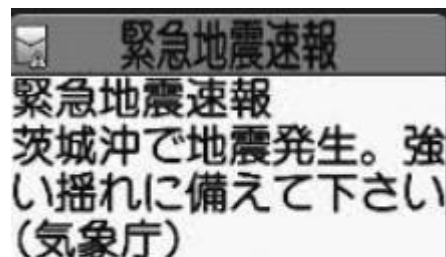 緊急地震速報
緊急地震速報
茨城沖で地震発生。強
い揺れに備えて下さい
(気象庁)